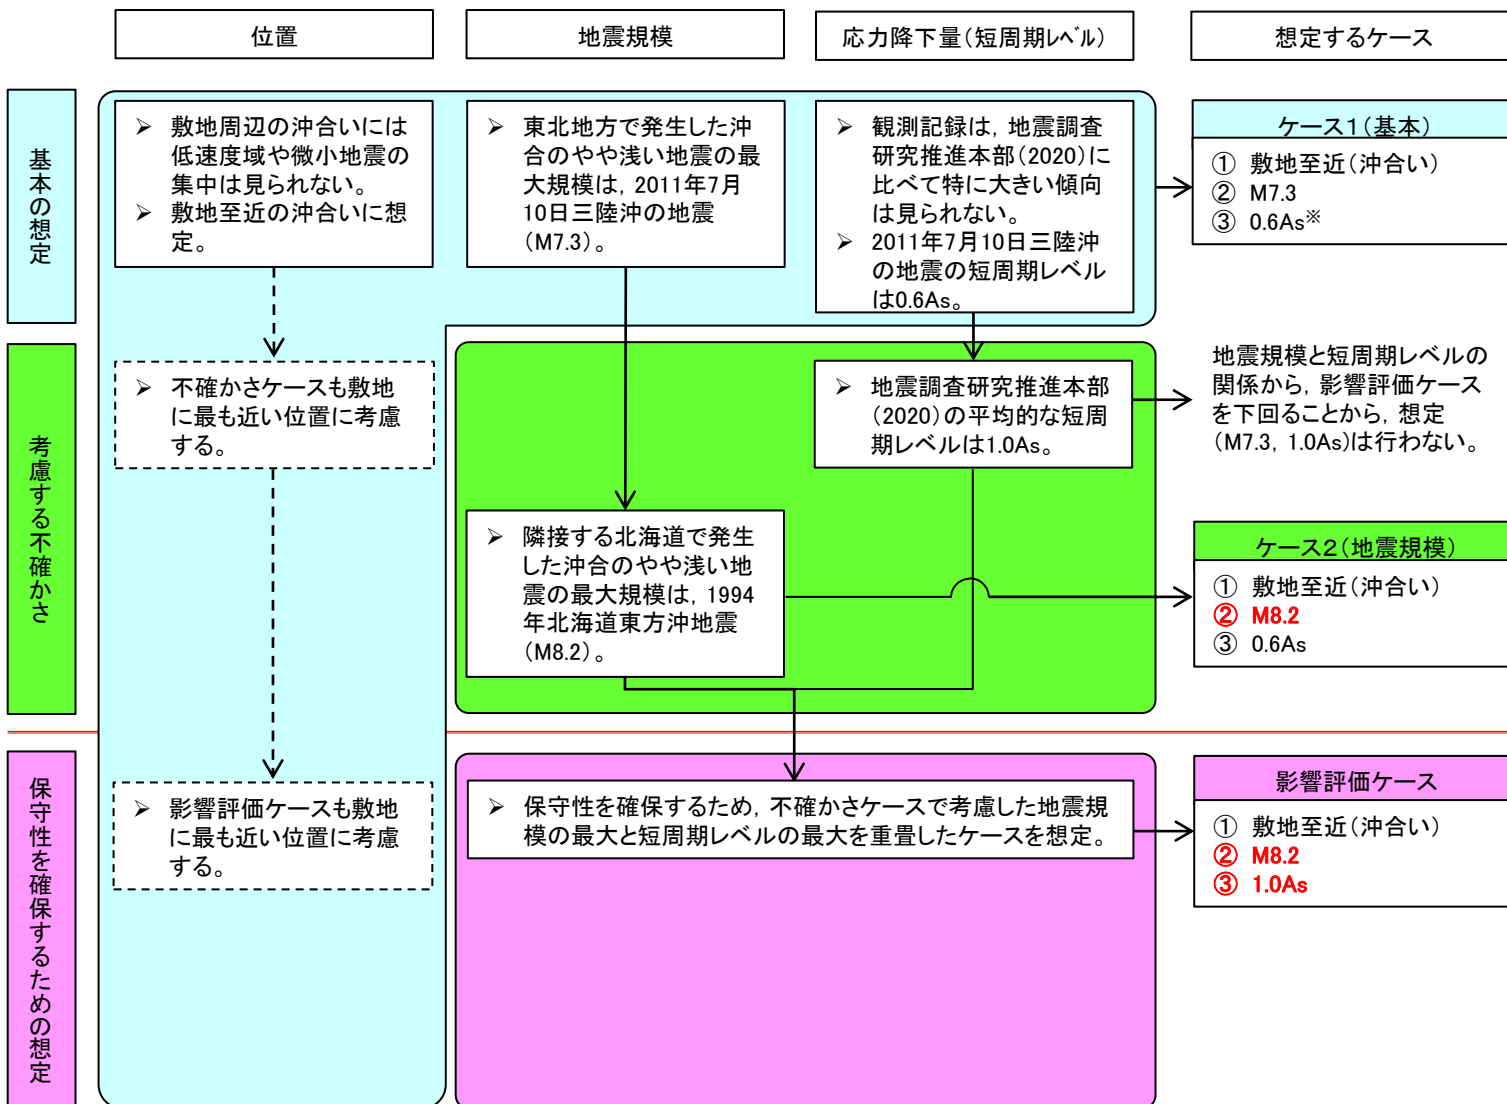 位置
地震規模
応力降下量(短周期レベル)
想定するケース
基本の想定
➢ 敷地周辺の沖合いには
低速度域や微小地震の
集中は見られない。
➢ 敷地至近の沖合いに想
定。
➢ 東北地方で発生した沖
合のやや浅い地震の最
大規模は，2011年7月
10日三陸沖の地震
(M7.3)。
➢ 観測記録は，地震調査
研究推進本部(2020)に
比べて特に大きい傾向
は見られない。
➢ 2011年7月10日三陸沖
の地震の短周期レベル
は0.6As。
ケース1(基本)
① 敷地至近(沖合い)
② M7.3
③ 0.6As※
考慮する不確かさ
➢ 不確かさケースも敷地
に最も近い位置に考慮
する。
➢ 地震調査研究推進本部
(2020)の平均的な短周
期レベルは1.0As。
地震規模と短周期レベルの
関係から，影響評価ケース
を下回ることから，想定
(M7.3，1.0As)は行わない。
➢ 隣接する北海道で発生
した沖合のやや浅い地
震の最大規模は，1994
年北海道東方沖地震
(M8.2)。
ケース2(地震規模)
① 敷地至近(沖合い)
② M8.2
③ 0.6As
保守性を確保するための想定
➢ 影響評価ケースも敷地
に最も近い位置に考慮
する。
➢ 保守性を確保するため，不確かさケースで考慮した地震規
模の最大と短周期レベルの最大を重畳したケースを想定。
影響評価ケース
① 敷地至近(沖合い)
② M8.2
③ 1.0As